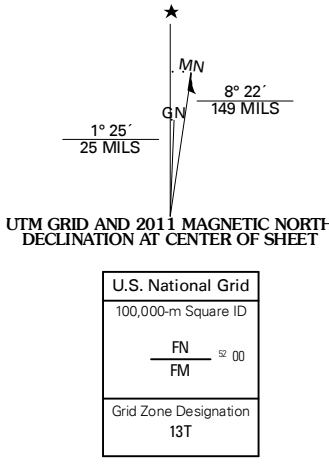 ★
MN
8° 22´
149 MILS
GN
1° 25´
25 MILS
UTM GRID AND 2011 MAGNETIC NORTH
DECLINATION AT CENTER OF SHEET
U.S. National Grid
100,000-m Square ID
FN
52 00
FM
Grid Zone Designation
13T